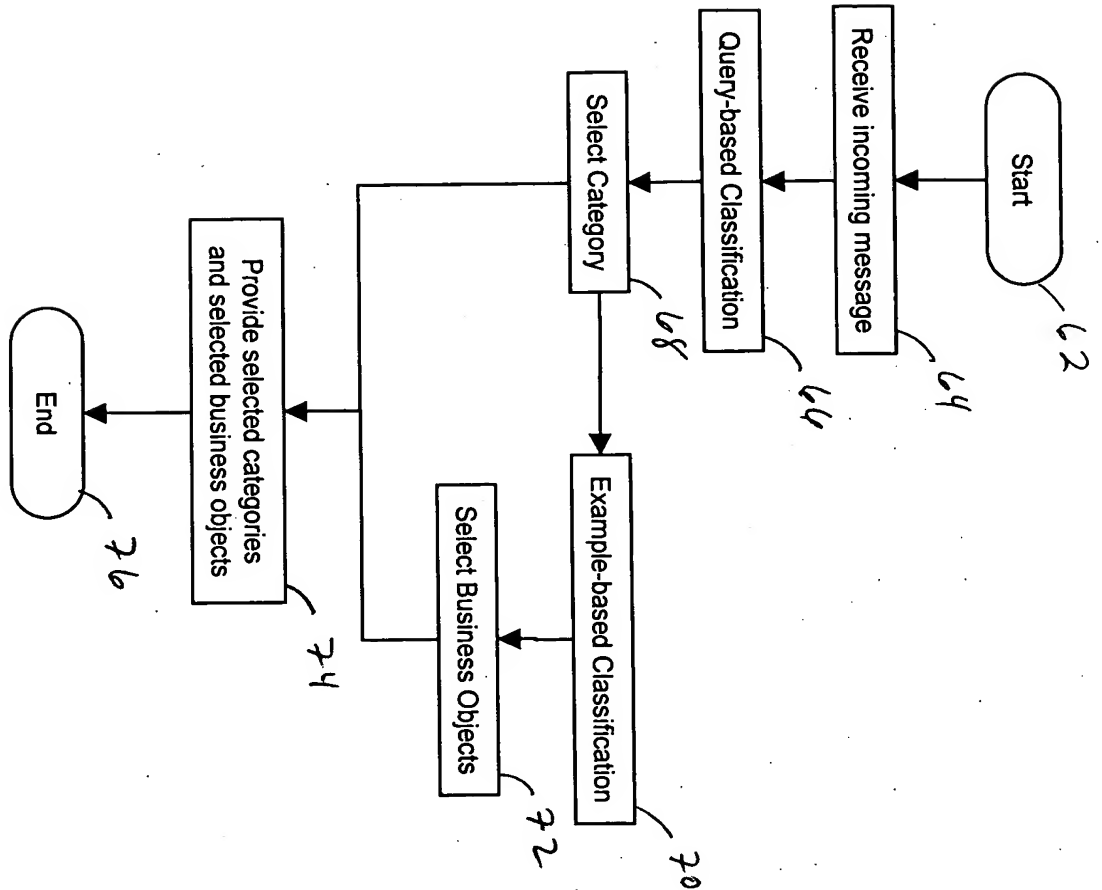 Start
62
Receive incoming message
64
Query-based Classification
66
Select Category
68
Example-based Classification
70
Select Business Objects
72
Provide selected categories
and selected business objects
74
End
76